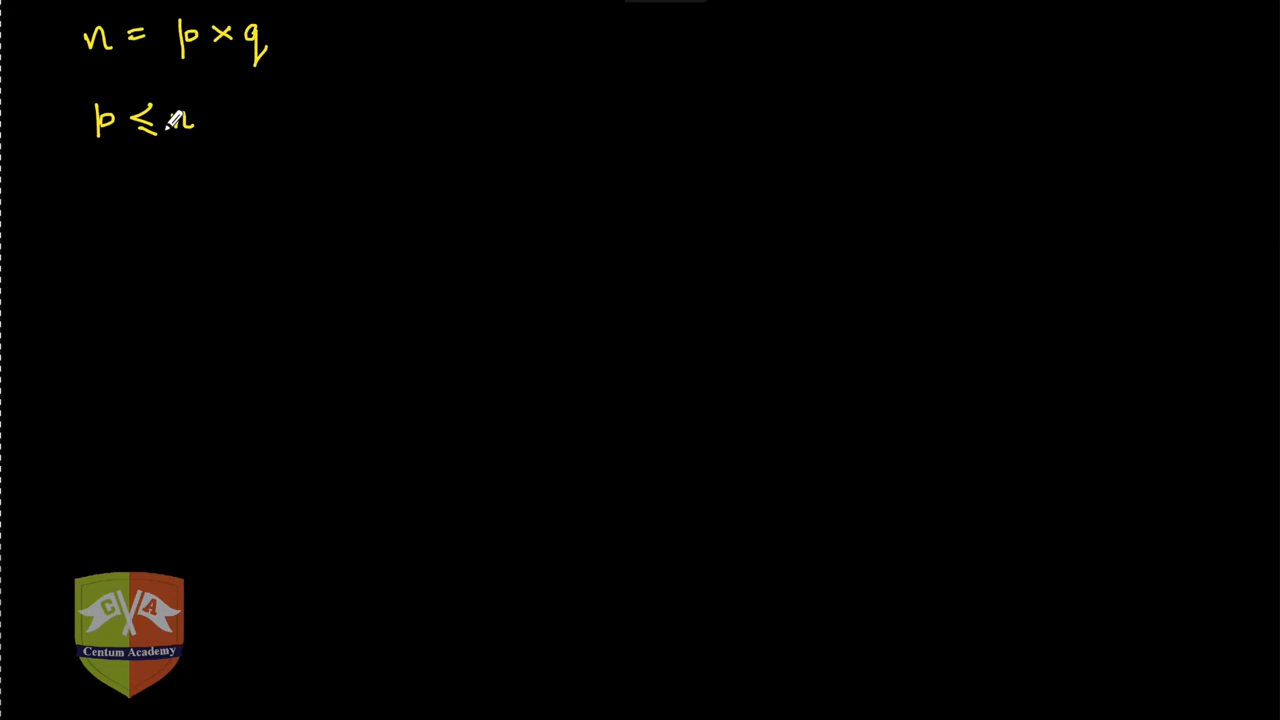 n = p × q
p ≤ n
C A
Centum Academy